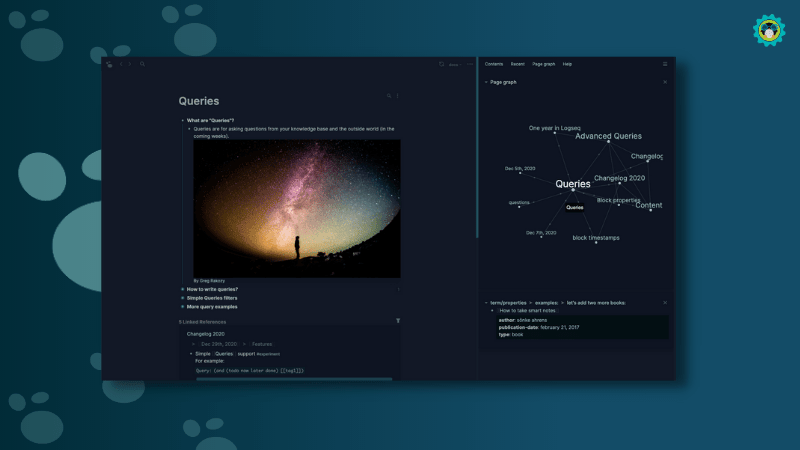 Contents Recent Page graph Help
Queries
What are "Queries"?
Queries are for asking questions from your knowledge base and the outside world (in the
coming weeks).
By Greg Rakozy
How to write queries?
Simple Queries filters
More query examples
Linked References
Changelog 2020
Dec 29th, 2020 Features
Simple Queries support
For example:
Query: (and (todo now later done) [[tag]])
Page graph
One year in Logseq
Advanced Queries
Changelog
Dec 5th, 2020
Changelog 2020
Queries
questions
Block properties
Content
Queries
Dec 7th, 2020
block timestamps
term/properties > examples: > let's add two more books:
How to take smart notes:
author: sönke ahrens
publication-date: february 21, 2017
type: book